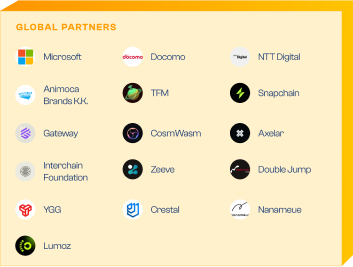 GLOBAL PARTNERS
Microsoft
docomo
Docomo
NTT Digital
Animoca
Brands K.K.
TFM
Snapchain
Gateway
CosmWasm
Axelar
Interchain
Foundation
Zeeve
Double Jump
YGG
Crestal
Nanameue
Lumoz